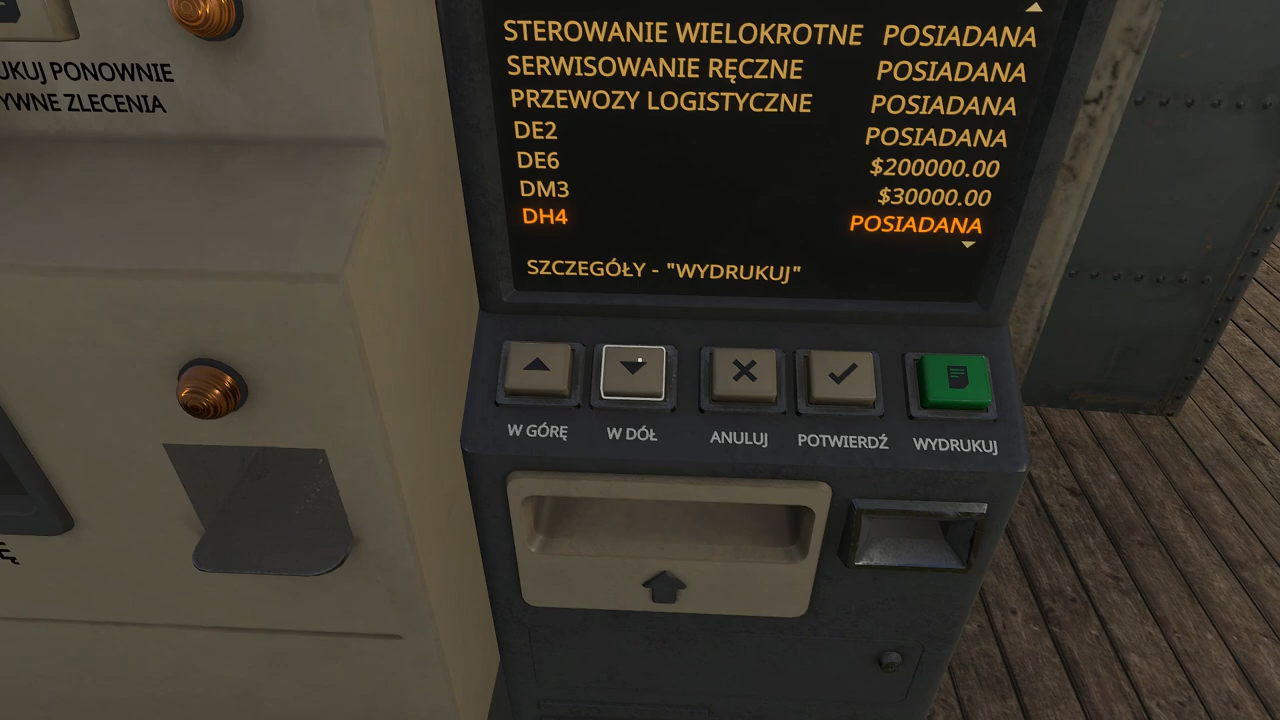 UKUJ PONOWNIE
YWNE ZLECENIA
STEROWANIE WIELOKROTNE POSIADANA
SERWISOWANIE RĘCZNE POSIADANA
PRZEWOZY LOGISTYCZNE POSIADANA
DE2 POSIADANA
DE6 $200000.00
DM3 $30000.00
DH4 POSIADANA
SZCZEGÓŁY - "WYDRUKUJ"
W GÓRĘ
W DÓŁ
ANULUJ
POTWIERDŹ
WYDRUKUJ
Ę